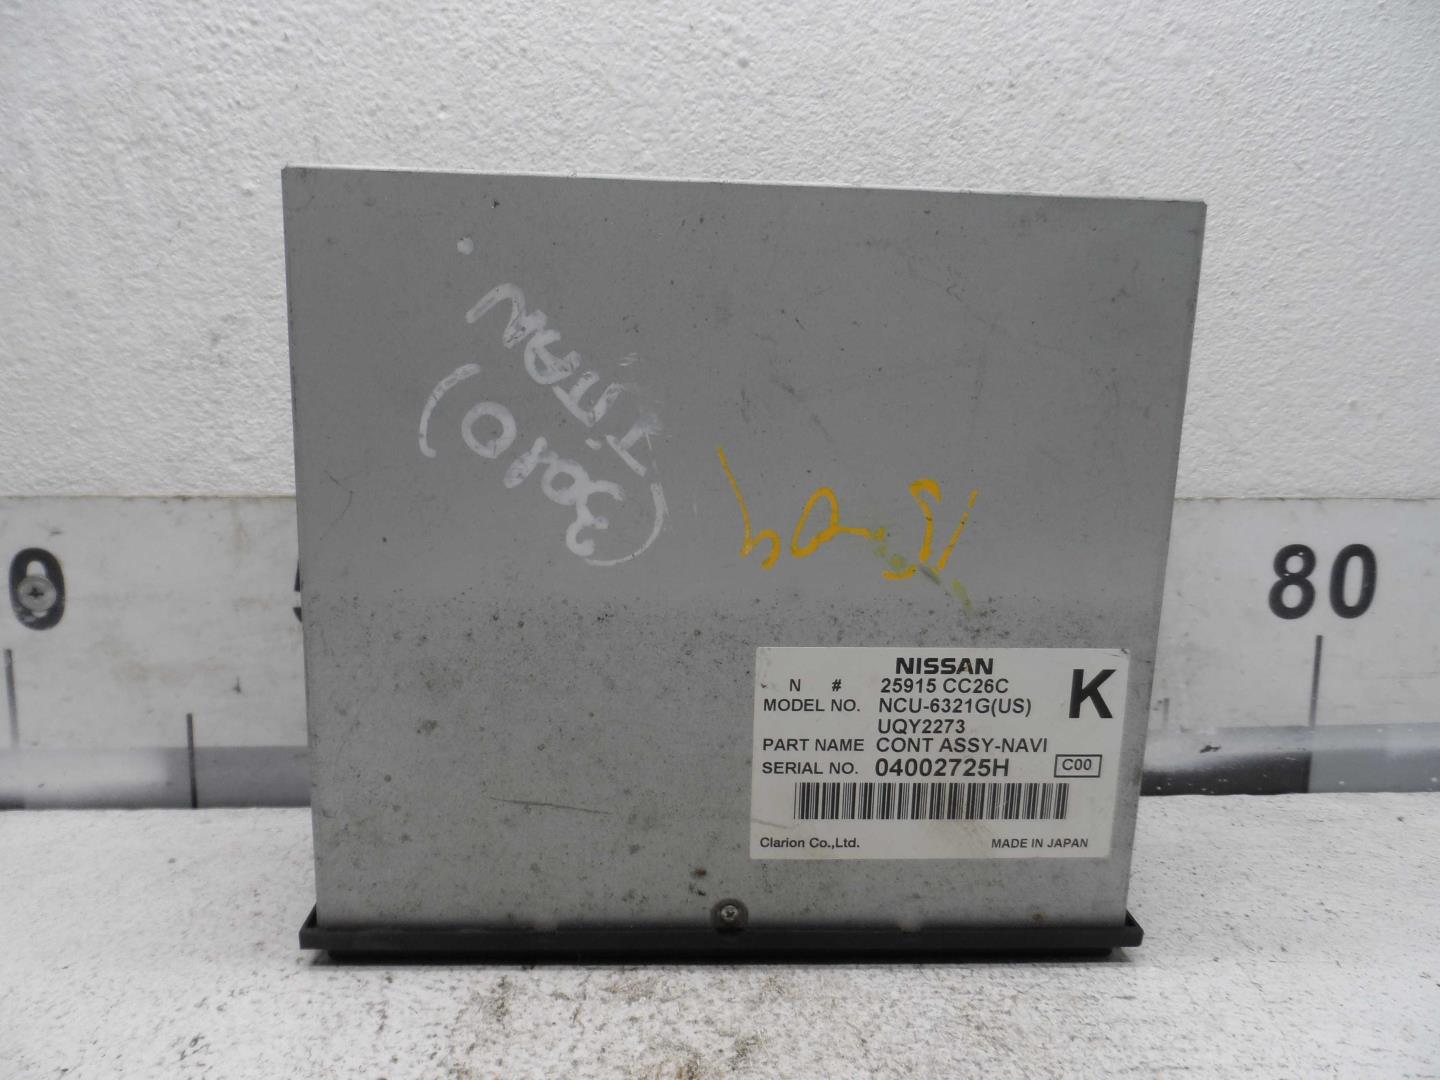 TITAN
80
NISSAN
K
N # 25915 CC26C
MODEL NO. NCU-6321G(US)
UQY2273
PART NAME CONT ASSY-NAVI
SERIAL NO. 04002725H
C00
Clarion Co.,Ltd.
MADE IN JAPAN